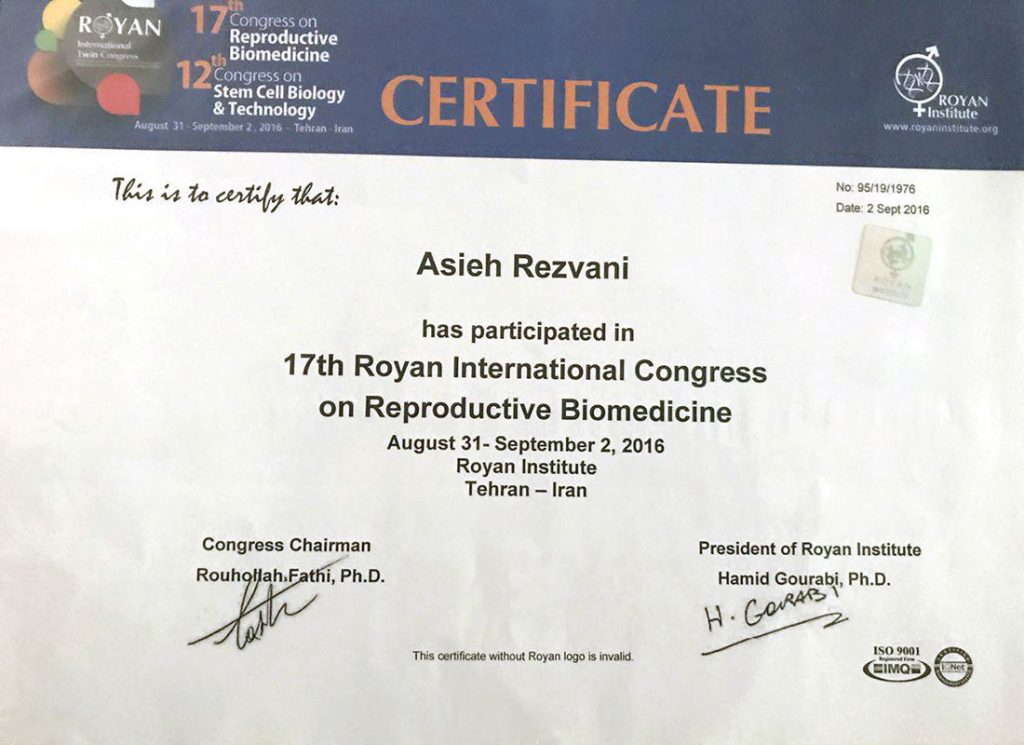 ROYAN
International
Twin Congress
17th Congress on
Reproductive
Biomedicine
12th Congress on
Stem Cell Biology
& Technology
August 31 - September 2, 2016 - Tehran - Iran
CERTIFICATE
ROYAN
Institute
www.royaninstitute.org
This is to certify that:
No: 95/19/1976
Date: 2 Sept 2016
ROYAN
Asieh Rezvani
has participated in
17th Royan International Congress
on Reproductive Biomedicine
August 31- September 2, 2016
Royan Institute
Tehran – Iran
Congress Chairman
Rouhollah Fathi, Ph.D.
President of Royan Institute
Hamid Gourabi, Ph.D.
H. GOURABI
This certificate without Royan logo is invalid.
ISO 9001
Registered Firm
IMQ
IQNet